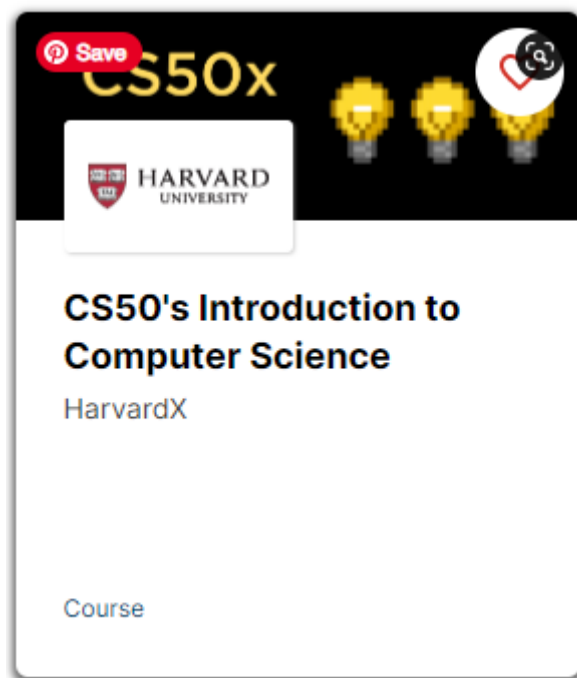 Save
CS50x
HARVARD
UNIVERSITY
CS50's Introduction to
Computer Science
HarvardX
Course